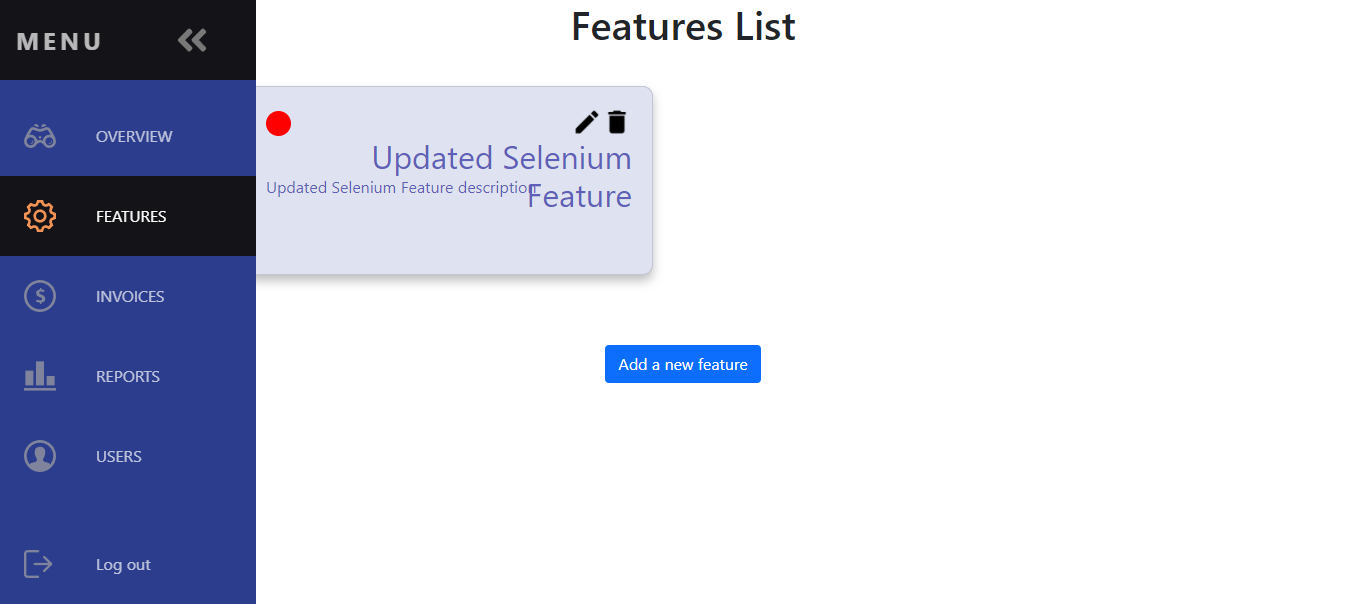 MENU
OVERVIEW
FEATURES
INVOICES
REPORTS
USERS
Log out
Features List
Updated Selenium
Feature
Updated Selenium Feature description
Add a new feature